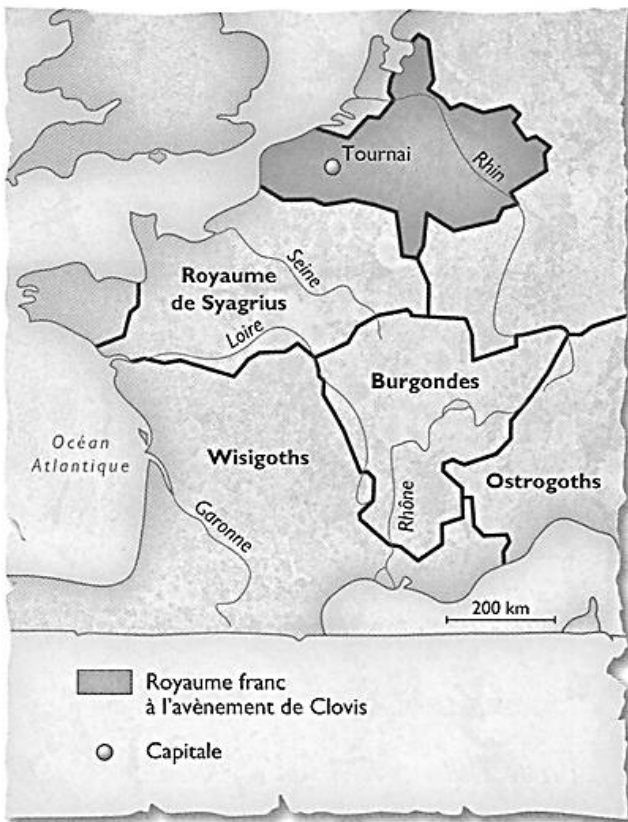 Tournai
Rhin
Seine
Royaume
de Syagrius
Loire
Burgondes
Océan
Atlantique
Wisigoths
Ostrogoths
Rhône
Garonne
200 km
Royaume franc
à l'avènement de Clovis
Capitale